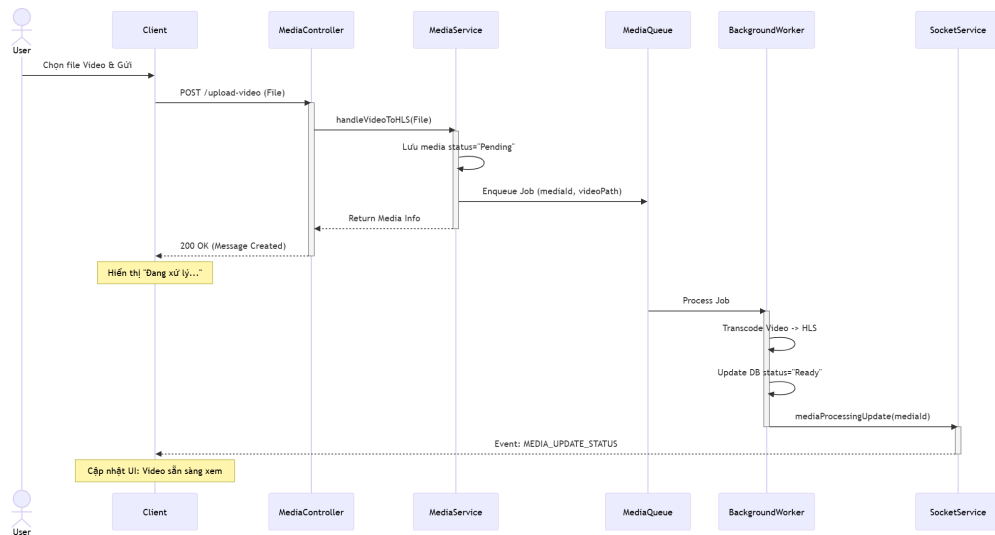 User
Client
MediaController
MediaService
MediaQueue
BackgroundWorker
SocketService
Chọn file Video & Gửi
POST /upload-video (File)
handleVideoToHLS(File)
Lưu media status="Pending"
Enqueue Job (mediaId, videoPath)
Return Media Info
200 OK (Message Created)
Hiển thị "Đang xử lý..."
Process Job
Transcode Video -> HLS
Update DB status="Ready"
mediaProcessingUpdate(mediaId)
Event: MEDIA_UPDATE_STATUS
Cập nhật UI: Video sẵn sàng xem
User
Client
MediaController
MediaService
MediaQueue
BackgroundWorker
SocketService